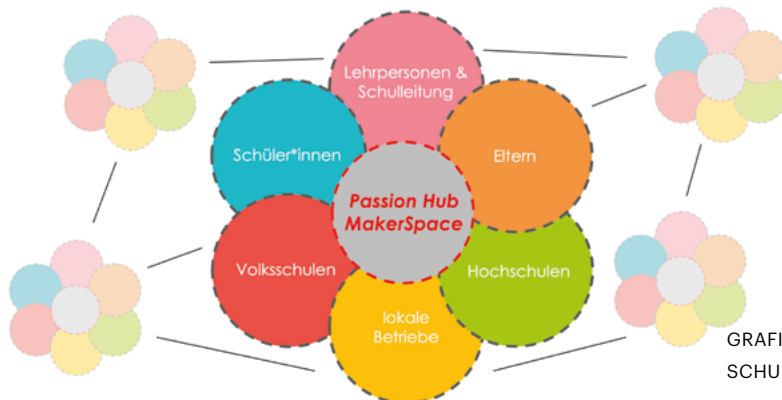 Lehrpersonen &
Schulleitung
Schüler*innen
Eltern
Passion Hub
MakerSpace
Volksschulen
Hochschulen
lokale
Betriebe
GRAFI
SCHU